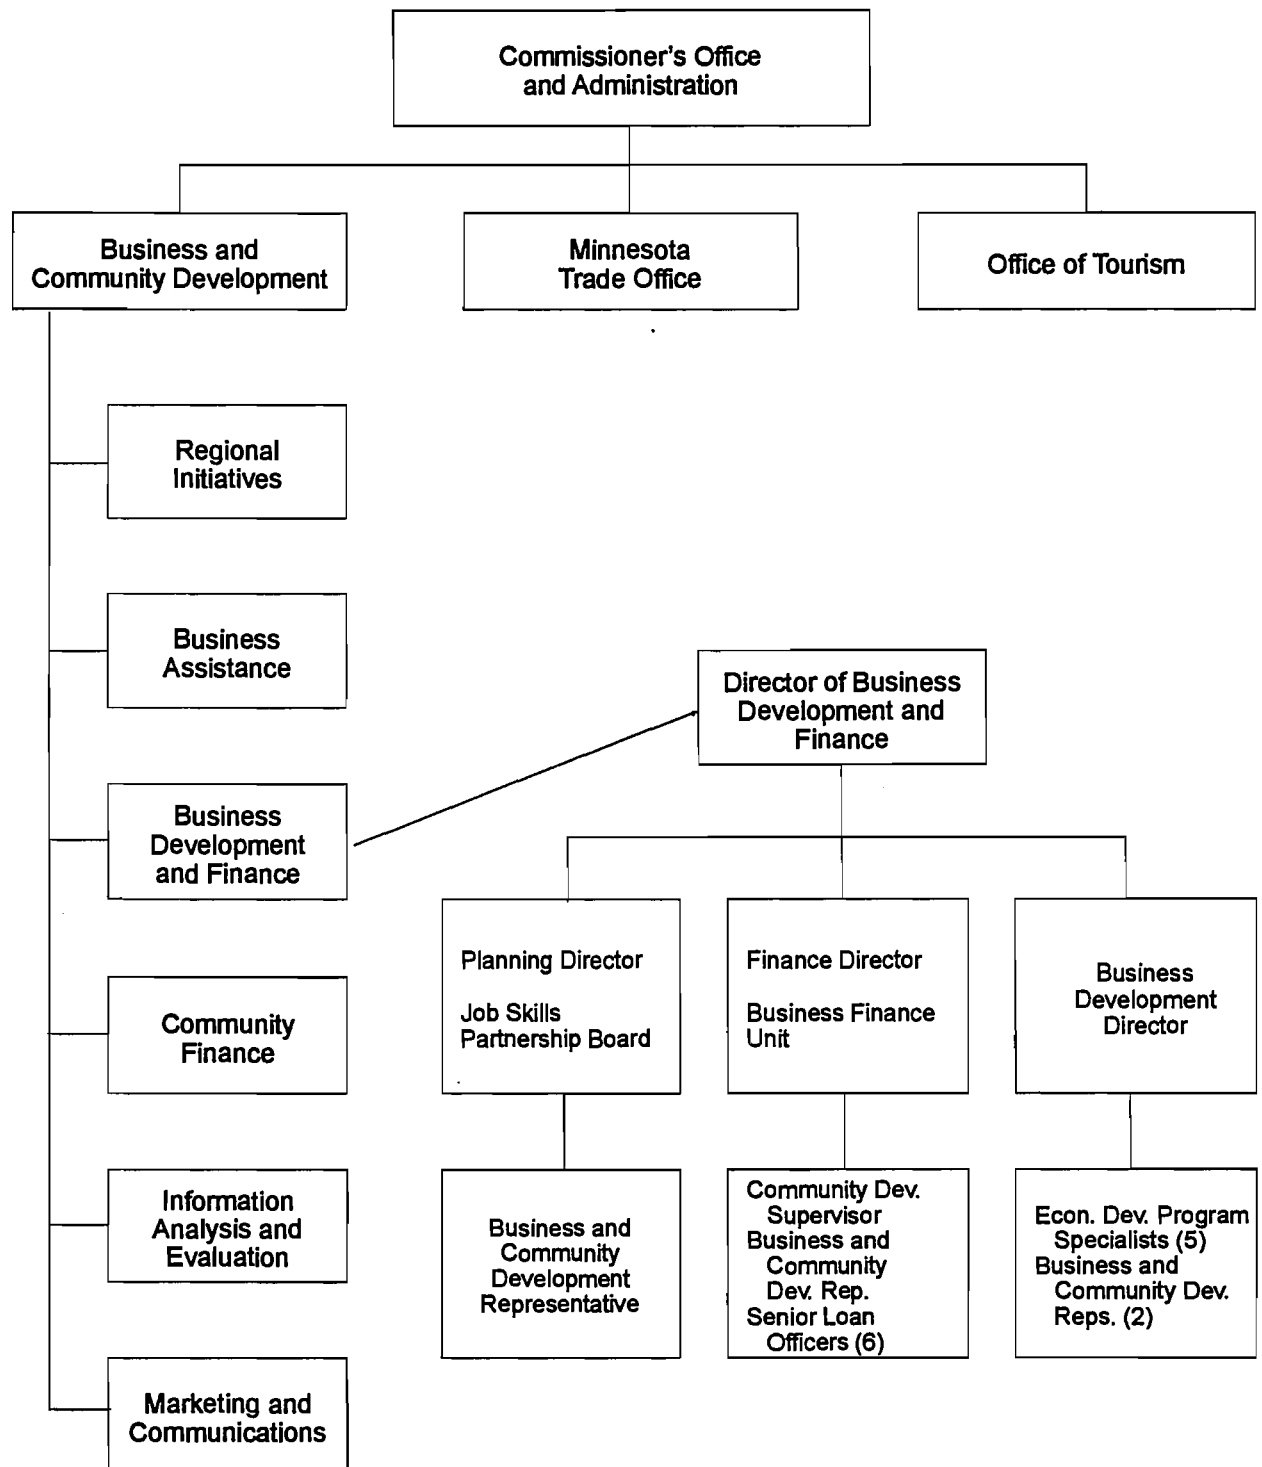 Commissioner's Office
and Administration
Business and
Community Development
Minnesota
Trade Office
Office of Tourism
Regional
Initiatives
Business
Assistance
Director of Business
Development and
Finance
Business
Development
and Finance
Planning Director
Job Skills
Partnership Board
Finance Director
Business Finance
Unit
Business
Development
Director
Community
Finance
Information
Analysis and
Evaluation
Business and
Community
Development
Representative
Community Dev.
Supervisor
Business and
Community
Dev. Rep.
Senior Loan
Officers (6)
Econ. Dev. Program
Specialists (5)
Business and
Community Dev.
Reps. (2)
Marketing and
Communications